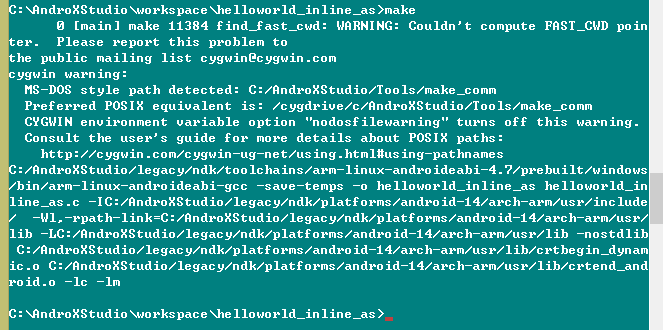 C:\AndroXStudio\workspace\helloworld_inline_as>make
      0 [main] make 11384 find_fast_cwd: WARNING: Couldn't compute FAST_CWD poin
ter.  Please report this problem to
the public mailing list cygwin@cygwin.com
cygwin warning:
  MS-DOS style path detected: C:/AndroXStudio/Tools/make_comm
  Preferred POSIX equivalent is: /cygdrive/c/AndroXStudio/Tools/make_comm
  CYGWIN environment variable option "nodosfilewarning" turns off this warning.
  Consult the user's guide for more details about POSIX paths:
    http://cygwin.com/cygwin-ug-net/using.html#using-pathnames
C:/AndroXStudio/legacy/ndk/toolchains/arm-linux-androideabi-4.7/prebuilt/windows
/bin/arm-linux-androideabi-gcc -save-temps -o helloworld_inline_as helloworld_in
line_as.c -IC:/AndroXStudio/legacy/ndk/platforms/android-14/arch-arm/usr/include
/  -Wl,-rpath-link=C:/AndroXStudio/legacy/ndk/platforms/android-14/arch-arm/usr/
lib -LC:/AndroXStudio/legacy/ndk/platforms/android-14/arch-arm/usr/lib -nostdlib
 C:/AndroXStudio/legacy/ndk/platforms/android-14/arch-arm/usr/lib/crtbegin_dynam
ic.o C:/AndroXStudio/legacy/ndk/platforms/android-14/arch-arm/usr/lib/crtend_and
roid.o -lc -lm
C:\AndroXStudio\workspace\helloworld_inline_as>